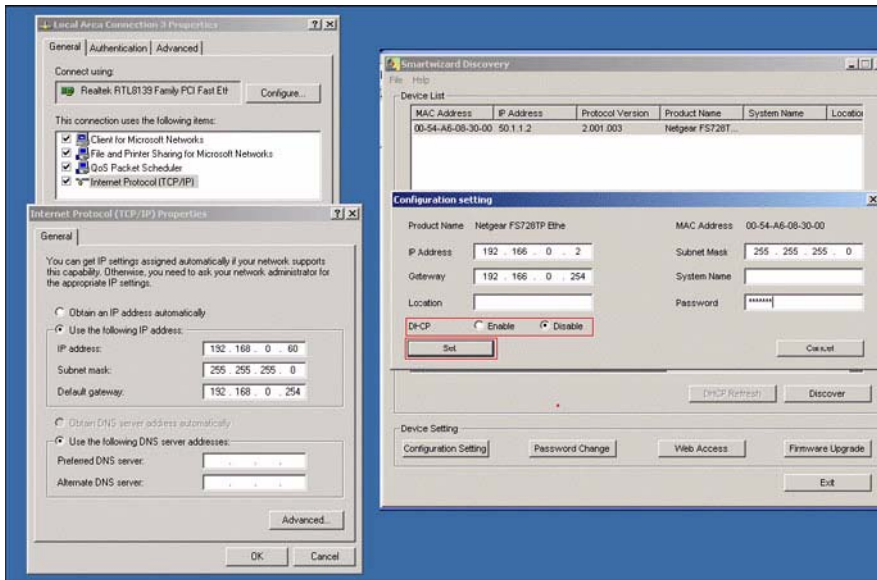 Local Area Connection 3 Properties
General Authentication Advanced
Connect using:
Realtek RTL8139 Family PCI Fast Eth
Configure...
This connection uses the following items:
Client for Microsoft Networks
File and Printer Sharing for Microsoft Networks
QoS Packet Scheduler
Internet Protocol (TCP/IP)
Internet Protocol (TCP/IP) Properties
General
You can get IP settings assigned automatically if your network supports
this capability. Otherwise, you need to ask your network administrator for
the appropriate IP settings.
Obtain an IP address automatically
Use the following IP address:
IP address: 192 . 168 . 0 . 60
Subnet mask: 255 . 255 . 255 . 0
Default gateway: 192 . 168 . 0 . 254
Obtain DNS server address automatically
Use the following DNS server addresses:
Preferred DNS server: . . .
Alternate DNS server: . . .
Advanced...
OK Cancel
Smartwizard Discovery
File Help
Device List
MAC Address IP Address Protocol Version Product Name System Name Location
00-54-A6-08-30-00 50.1.1.2 2.001.003 Netgear FS728T...
Configuration setting
Product Name Netgear FS728TP Ethe MAC Address 00-54-A6-08-30-00
IP Address 192 . 166 . 0 . 2 Subnet Mask 255 . 255 . 255 . 0
Gateway 192 . 166 . 0 . 254 System Name
Location Password *******
DHCP Enable Disable
Set Cancel
DHCP Refresh Discover
Device Setting
Configuration Setting Password Change Web Access Firmware Upgrade
Exit